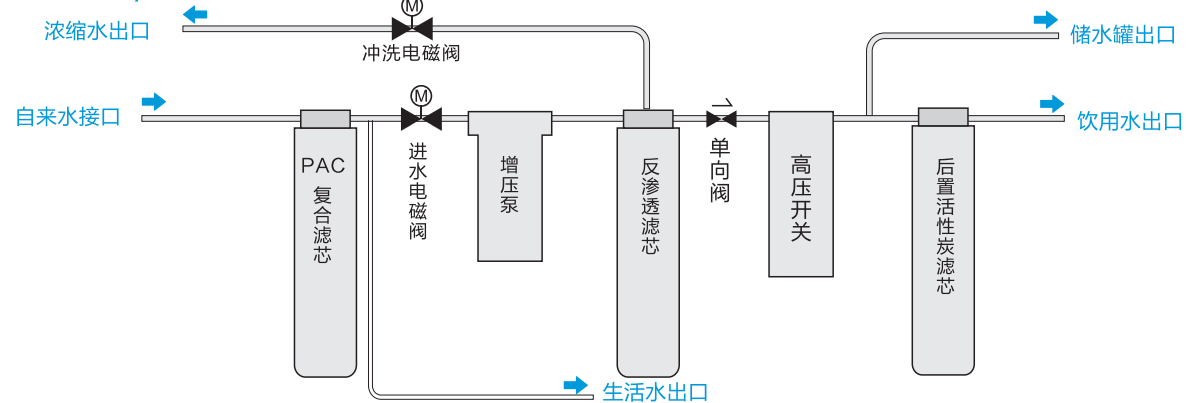 M
浓缩水出口
储水罐出口
冲洗电磁阀
自来水接口
M
饮用水出口
PAC
复合滤芯
进水电磁阀
增压泵
反渗透滤芯
单向阀
高压开关
后置活性炭滤芯
生活水出口